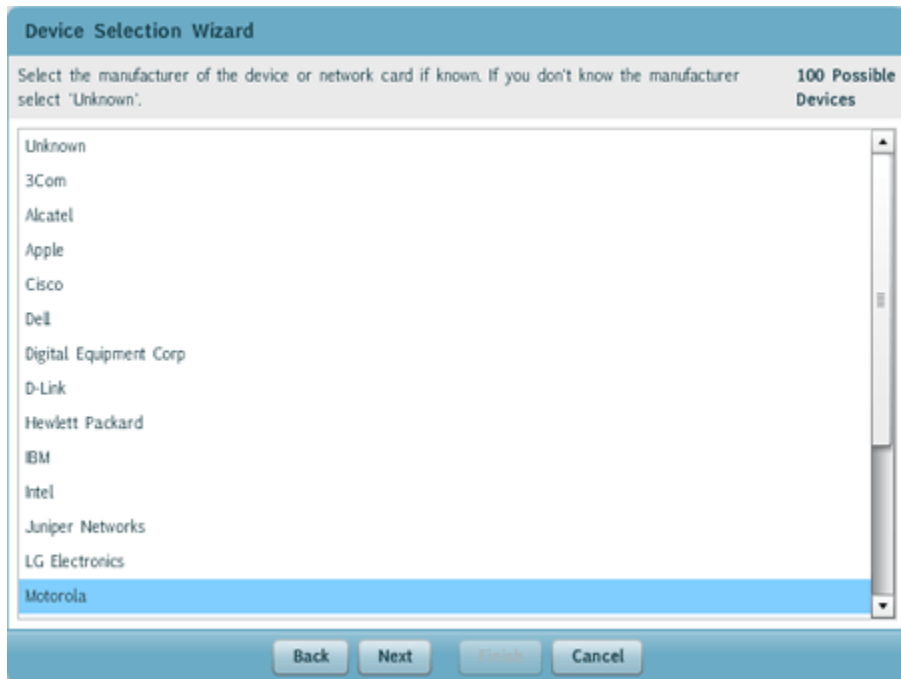 Device Selection Wizard
Select the manufacturer of the device or network card if known. If you don't know the manufacturer
select 'Unknown'.
100 Possible
Devices
Unknown
3Com
Alcatel
Apple
Cisco
Dell
Digital Equipment Corp
D-Link
Hewlett Packard
IBM
Intel
Juniper Networks
LG Electronics
Motorola
Back Next Finish Cancel